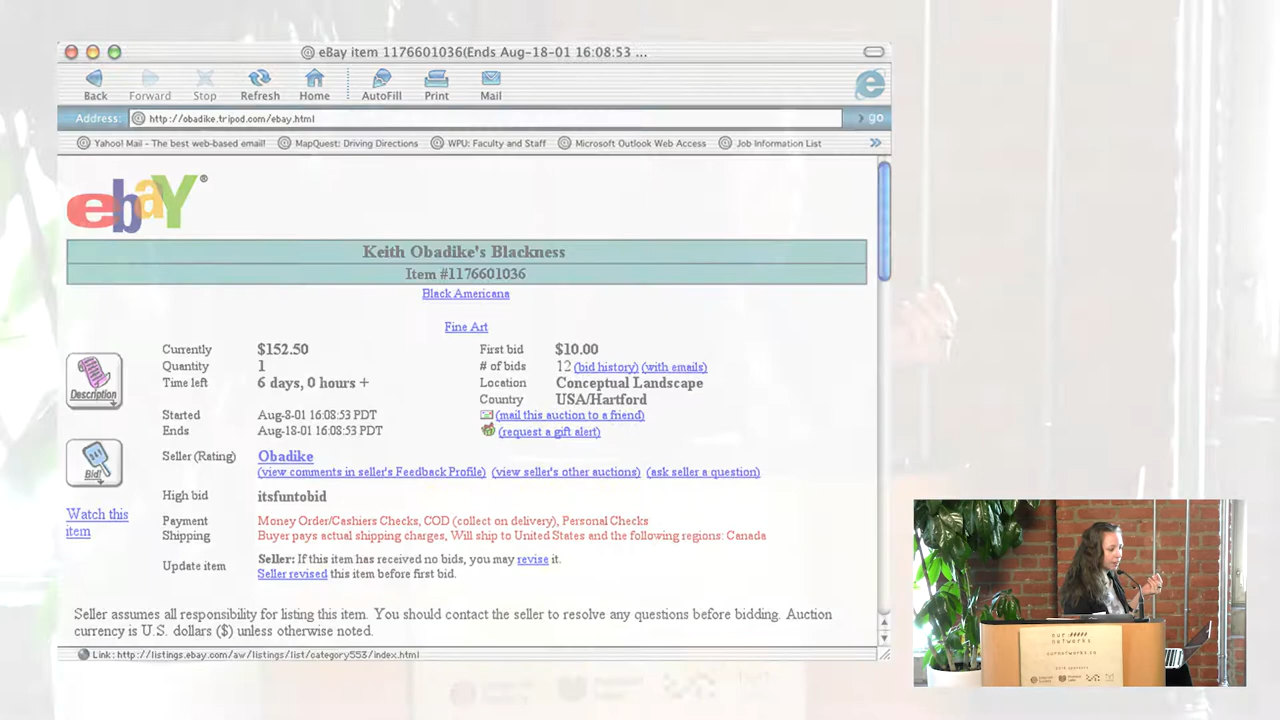 eBay item 1176601036(Ends Aug-18-01 16:08:53 ...
Back Forward Stop Refresh Home AutoFill Print Mail
Address: http://obadike.tripod.com/ebay.html go
Yahoo! Mail - The best web-based email! MapQuest: Driving Directions WPU: Faculty and Staff Microsoft Outlook Web Access Job Information List
ebaY®
Keith Obadike's Blackness
Item #1176601036
Black Americana
Fine Art
Currently $152.50 First bid $10.00
Quantity 1 # of bids 12 (bid history) (with emails)
Time left 6 days, 0 hours + Location Conceptual Landscape
Country USA/Hartford
Description
Started Aug-8-01 16:08:53 PDT (mail this auction to a friend)
Ends Aug-18-01 16:08:53 PDT (request a gift alert)
Seller (Rating) Obadike
(view comments in seller's Feedback Profile) (view seller's other auctions) (ask seller a question)
Bid!
High bid itsfuntobid
Watch this item
Payment Money Order/Cashiers Checks, COD (collect on delivery), Personal Checks
Shipping Buyer pays actual shipping charges, Will ship to United States and the following regions: Canada
Update item Seller: If this item has received no bids, you may revise it.
Seller revised this item before first bid.
Seller assumes all responsibility for listing this item. You should contact the seller to resolve any questions before bidding. Auction
currency is U.S. dollars ($) unless otherwise noted.
Link: http://listings.ebay.com/aw/listings/list/category553/index.html
our
networks
ournetworks.ca